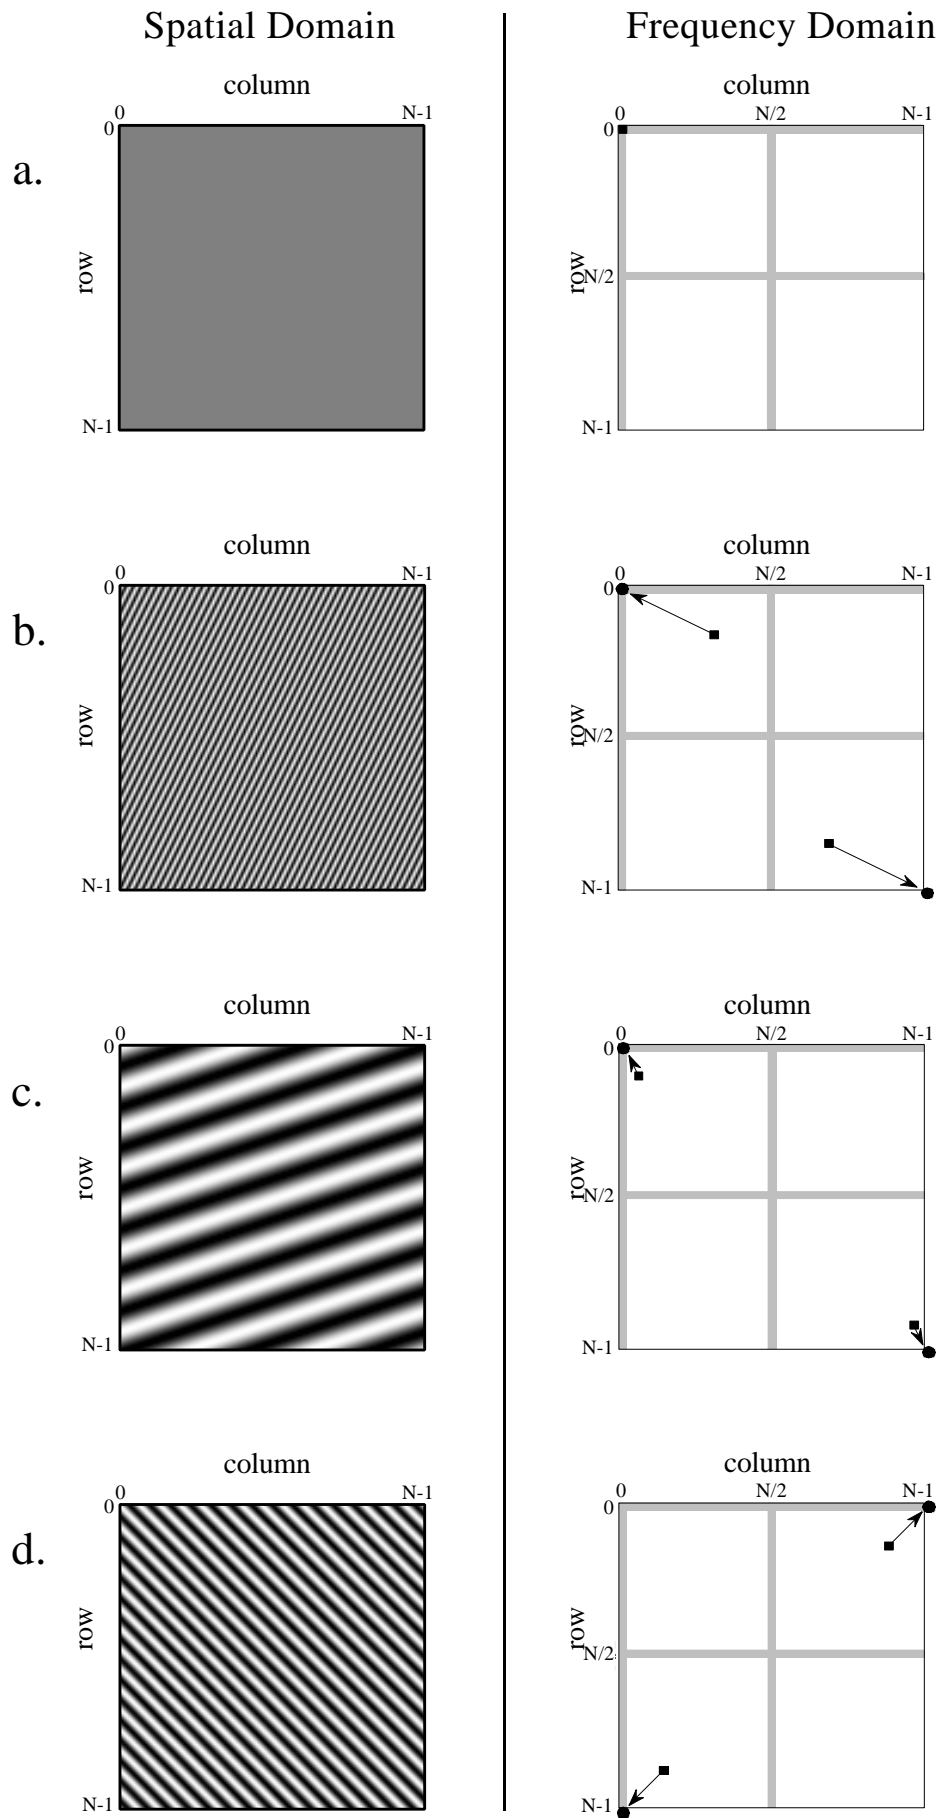 Spatial Domain
Frequency Domain
a.
column
0 N-1
0
row
N-1
column
0 N/2 N-1
0
row
N/2
N-1
b.
column
0 N-1
0
row
N-1
column
0 N/2 N-1
0
row
N/2
N-1
c.
column
0 N-1
0
row
N-1
column
0 N/2 N-1
0
row
N/2
N-1
d.
column
0 N-1
0
row
N-1
column
0 N/2 N-1
0
row
N/2
N-1